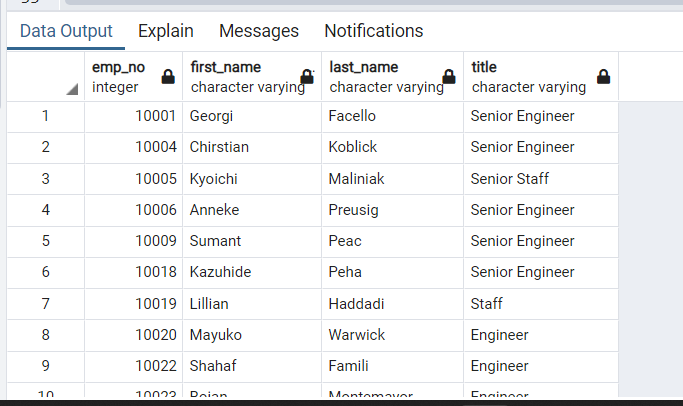 Data Output Explain Messages Notifications
emp_no first_name last_name title
integer character varying character varying character varying
1 10001 Georgi Facello Senior Engineer
2 10004 Chirstian Koblick Senior Engineer
3 10005 Kyoichi Maliniak Senior Staff
4 10006 Anneke Preusig Senior Engineer
5 10009 Sumant Peac Senior Engineer
6 10018 Kazuhide Peha Senior Engineer
7 10019 Lillian Haddadi Staff
8 10020 Mayuko Warwick Engineer
9 10022 Shahaf Famili Engineer
10 10023 Bojan Montemayor Engineer